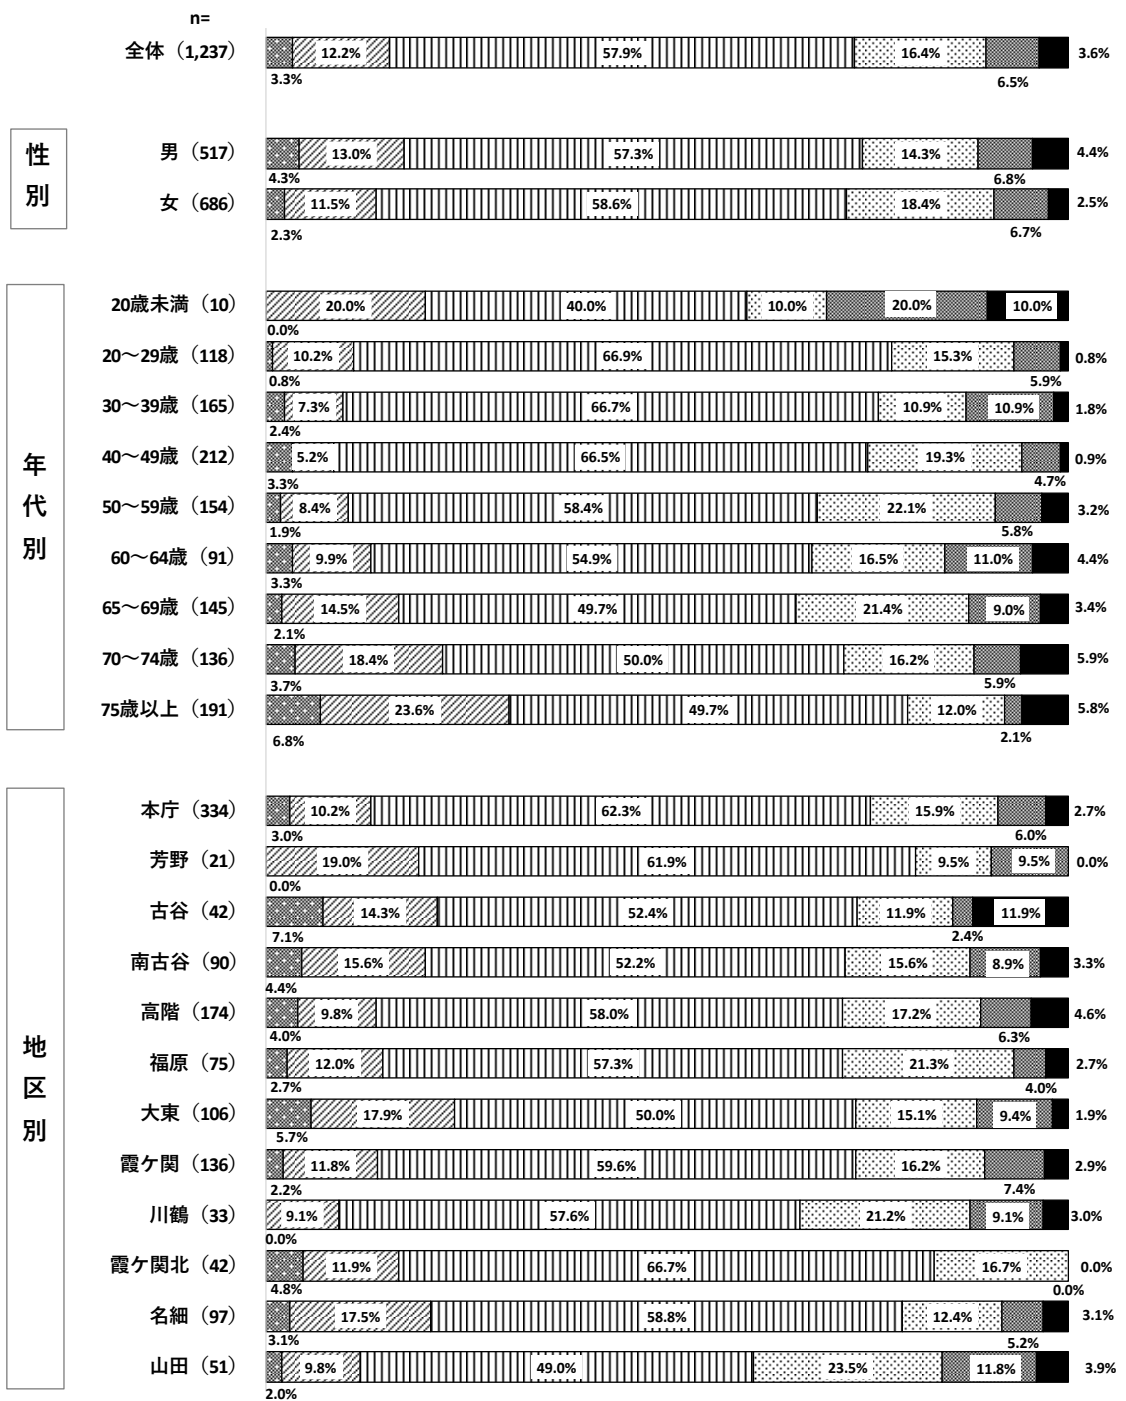 n=
全体（1,237） 12.2% 57.9% 16.4% 3.6%
3.3% 6.5%
性別
男（517） 13.0% 57.3% 14.3% 4.4%
4.3% 6.8%
女（686） 11.5% 58.6% 18.4% 2.5%
2.3% 6.7%
年代別
20歳未満（10） 20.0% 40.0% 10.0% 20.0% 10.0%
0.0%
20～29歳（118） 10.2% 66.9% 15.3% 0.8%
0.8% 5.9%
30～39歳（165） 7.3% 66.7% 10.9% 10.9% 1.8%
2.4%
40～49歳（212） 5.2% 66.5% 19.3% 0.9%
3.3% 4.7%
50～59歳（154） 8.4% 58.4% 22.1% 3.2%
1.9% 5.8%
60～64歳（91） 9.9% 54.9% 16.5% 11.0% 4.4%
3.3%
65～69歳（145） 14.5% 49.7% 21.4% 9.0% 3.4%
2.1%
70～74歳（136） 18.4% 50.0% 16.2% 5.9%
3.7% 5.9%
75歳以上（191） 23.6% 49.7% 12.0% 5.8%
6.8% 2.1%
地区別
本庁（334） 10.2% 62.3% 15.9% 2.7%
3.0% 6.0%
芳野（21） 19.0% 61.9% 9.5% 9.5% 0.0%
0.0%
古谷（42） 14.3% 52.4% 11.9% 11.9%
7.1% 2.4%
南古谷（90） 15.6% 52.2% 15.6% 8.9% 3.3%
4.4%
高階（174） 9.8% 58.0% 17.2% 4.6%
4.0% 6.3%
福原（75） 12.0% 57.3% 21.3% 2.7%
2.7% 4.0%
大東（106） 17.9% 50.0% 15.1% 9.4% 1.9%
5.7%
霞ケ関（136） 11.8% 59.6% 16.2% 2.9%
2.2% 7.4%
川鶴（33） 9.1% 57.6% 21.2% 9.1% 3.0%
0.0%
霞ケ関北（42） 11.9% 66.7% 16.7% 0.0%
4.8% 0.0%
名細（97） 17.5% 58.8% 12.4% 3.1%
3.1% 5.2%
山田（51） 9.8% 49.0% 23.5% 11.8% 3.9%
2.0%